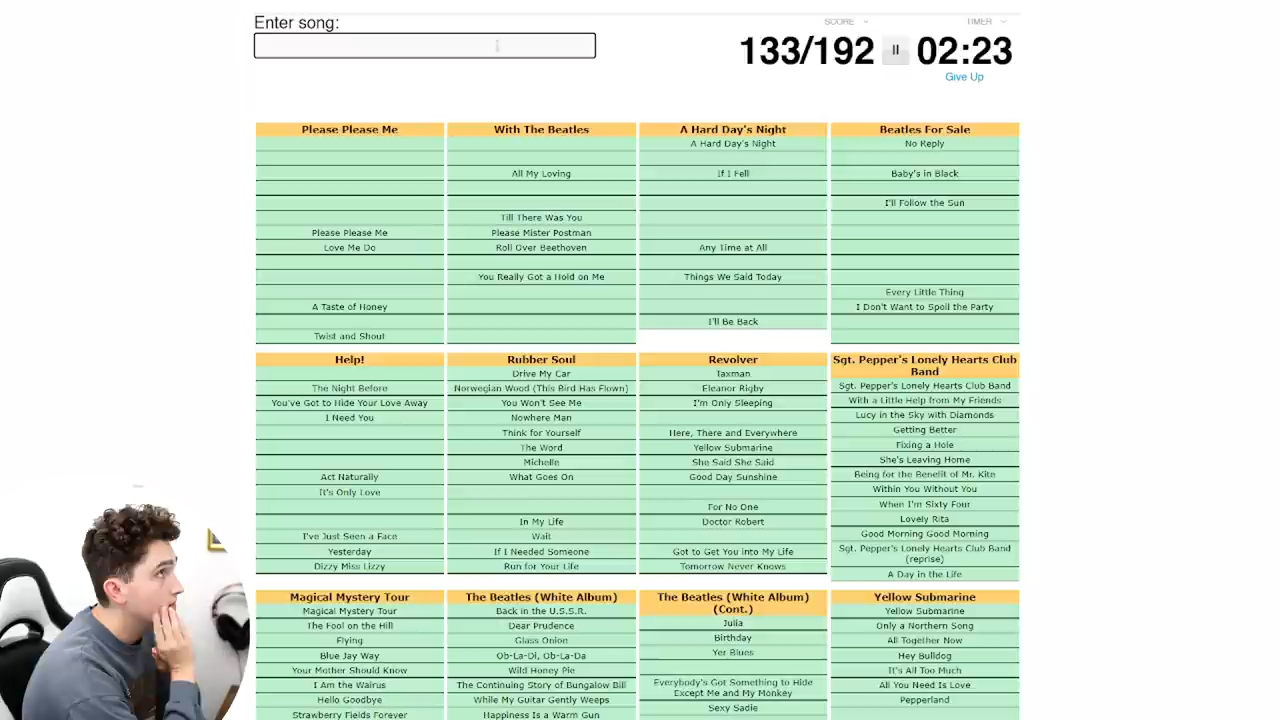 Enter song:
SCORE
TIMER
133/192
02:23
Give Up
Please Please Me
Please Please Me
Love Me Do
A Taste of Honey
Twist and Shout
With The Beatles
All My Loving
Till There Was You
Please Mister Postman
Roll Over Beethoven
You Really Got a Hold on Me
A Hard Day's Night
A Hard Day's Night
If I Fell
Any Time at All
Things We Said Today
I'll Be Back
Beatles For Sale
No Reply
Baby's in Black
I'll Follow the Sun
Every Little Thing
I Don't Want to Spoil the Party
Help!
The Night Before
You've Got to Hide Your Love Away
I Need You
Act Naturally
It's Only Love
I've Just Seen a Face
Yesterday
Dizzy Miss Lizzy
Rubber Soul
Drive My Car
Norwegian Wood (This Bird Has Flown)
You Won't See Me
Nowhere Man
Think for Yourself
The Word
Michelle
What Goes On
In My Life
Wait
If I Needed Someone
Run for Your Life
Revolver
Taxman
Eleanor Rigby
I'm Only Sleeping
Here, There and Everywhere
Yellow Submarine
She Said She Said
Good Day Sunshine
For No One
Doctor Robert
Got to Get You into My Life
Tomorrow Never Knows
Sgt. Pepper's Lonely Hearts Club
Band
Sgt. Pepper's Lonely Hearts Club Band
With a Little Help from My Friends
Lucy in the Sky with Diamonds
Getting Better
Fixing a Hole
She's Leaving Home
Being for the Benefit of Mr. Kite
Within You Without You
When I'm Sixty Four
Lovely Rita
Good Morning Good Morning
Sgt. Pepper's Lonely Hearts Club Band
(reprise)
A Day in the Life
Magical Mystery Tour
Magical Mystery Tour
The Fool on the Hill
Flying
Blue Jay Way
Your Mother Should Know
I Am the Walrus
Hello Goodbye
Strawberry Fields Forever
The Beatles (White Album)
Back in the U.S.S.R.
Dear Prudence
Glass Onion
Ob-La-Di, Ob-La-Da
Wild Honey Pie
The Continuing Story of Bungalow Bill
While My Guitar Gently Weeps
Happiness Is a Warm Gun
The Beatles (White Album)
(Cont.)
Julia
Birthday
Yer Blues
Everybody's Got Something to Hide
Except Me and My Monkey
Sexy Sadie
Yellow Submarine
Yellow Submarine
Only a Northern Song
All Together Now
Hey Bulldog
It's All Too Much
All You Need Is Love
Pepperland